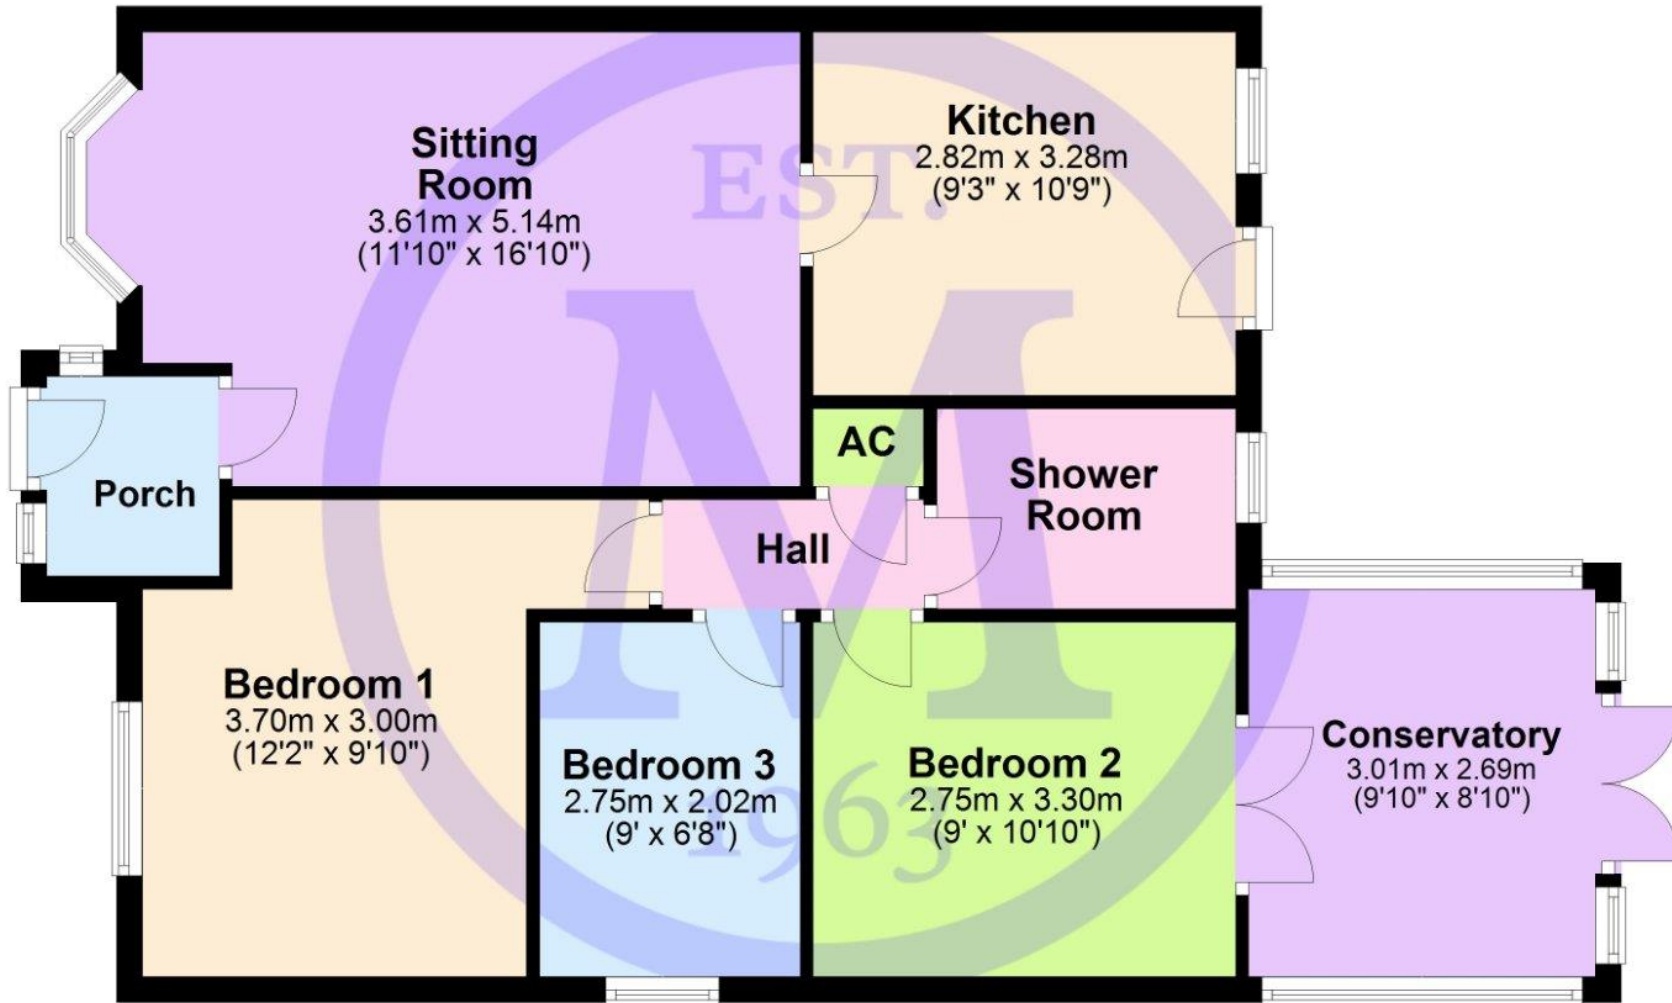 Sitting
Room
3.61m x 5.14m
(11'10" x 16'10")
Kitchen
2.82m x 3.28m
(9'3" x 10'9")
EST.
M
Porch
AC
Shower
Room
Hall
Bedroom 1
3.70m x 3.00m
(12'2" x 9'10")
Bedroom 3
2.75m x 2.02m
(9' x 6'8")
Bedroom 2
2.75m x 3.30m
(9' x 10'10")
Conservatory
3.01m x 2.69m
(9'10" x 8'10")
1963